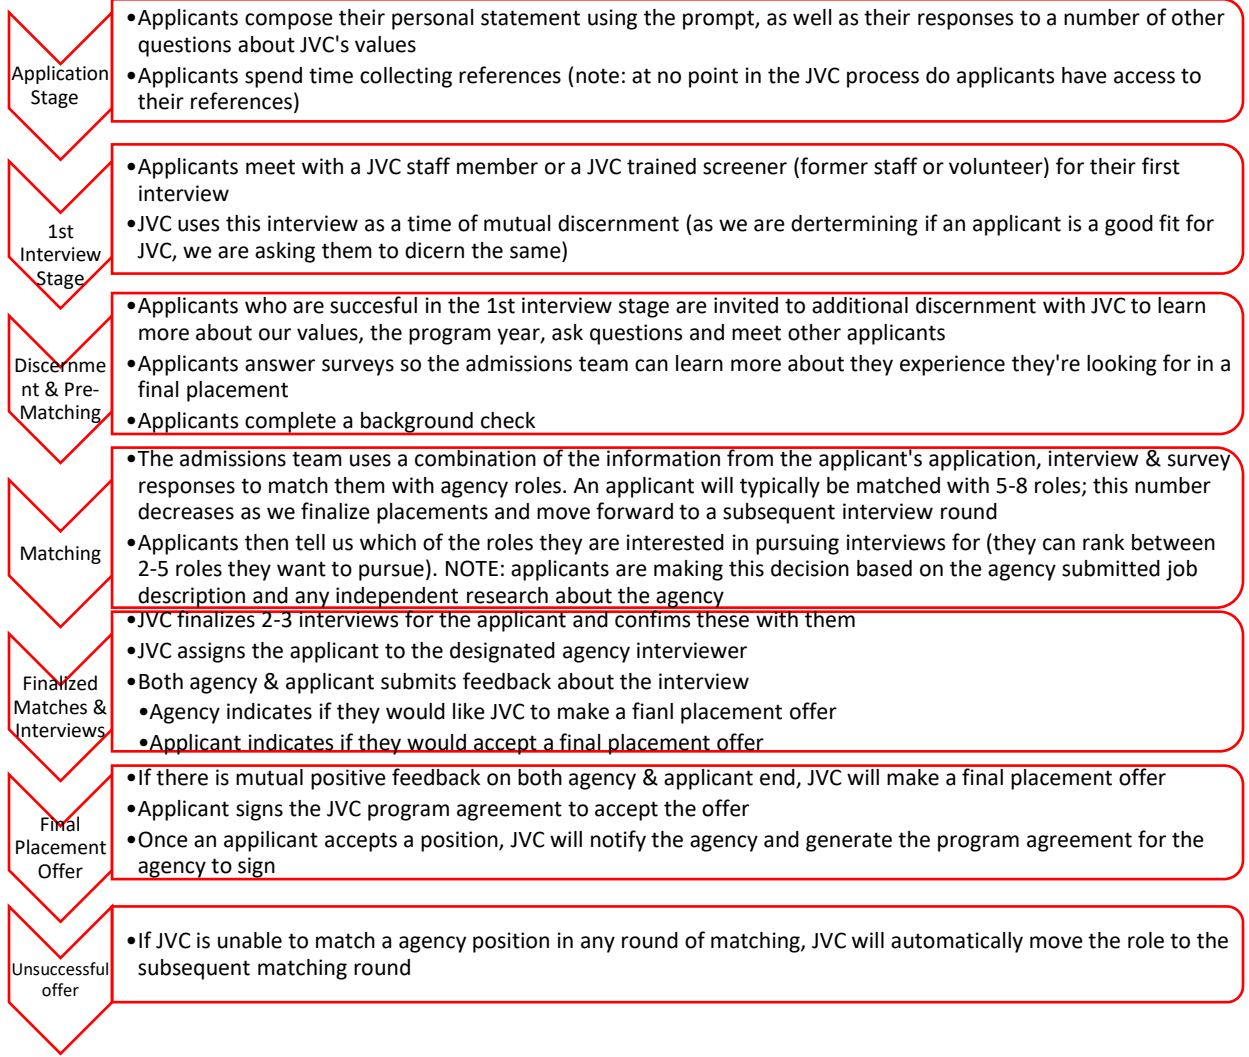 Application
Stage
•Applicants compose their personal statement using the prompt, as well as their responses to a number of other
questions about JVC's values
•Applicants spend time collecting references (note: at no point in the JVC process do applicants have access to
their references)
1st
Interview
Stage
•Applicants meet with a JVC staff member or a JVC trained screener (former staff or volunteer) for their first
interview
•JVC uses this interview as a time of mutual discernment (as we are dertermining if an applicant is a good fit for
JVC, we are asking them to dicern the same)
Discernme
nt & Pre-
Matching
•Applicants who are succesful in the 1st interview stage are invited to additional discernment with JVC to learn
more about our values, the program year, ask questions and meet other applicants
•Applicants answer surveys so the admissions team can learn more about they experience they're looking for in a
final placement
•Applicants complete a background check
Matching
•The admissions team uses a combination of the information from the applicant's application, interview & survey
responses to match them with agency roles. An applicant will typically be matched with 5-8 roles; this number
decreases as we finalize placements and move forward to a subsequent interview round
•Applicants then tell us which of the roles they are interested in pursuing interviews for (they can rank between
2-5 roles they want to pursue). NOTE: applicants are making this decision based on the agency submitted job
description and any independent research about the agency
Finalized
Matches &
Interviews
•JVC finalizes 2-3 interviews for the applicant and confims these with them
•JVC assigns the applicant to the designated agency interviewer
•Both agency & applicant submits feedback about the interview
•Agency indicates if they would like JVC to make a fianl placement offer
•Applicant indicates if they would accept a final placement offer
Final
Placement
Offer
•If there is mutual positive feedback on both agency & applicant end, JVC will make a final placement offer
•Applicant signs the JVC program agreement to accept the offer
•Once an appilicant accepts a position, JVC will notify the agency and generate the program agreement for the
agency to sign
Unsuccessful
offer
•If JVC is unable to match a agency position in any round of matching, JVC will automatically move the role to the
subsequent matching round